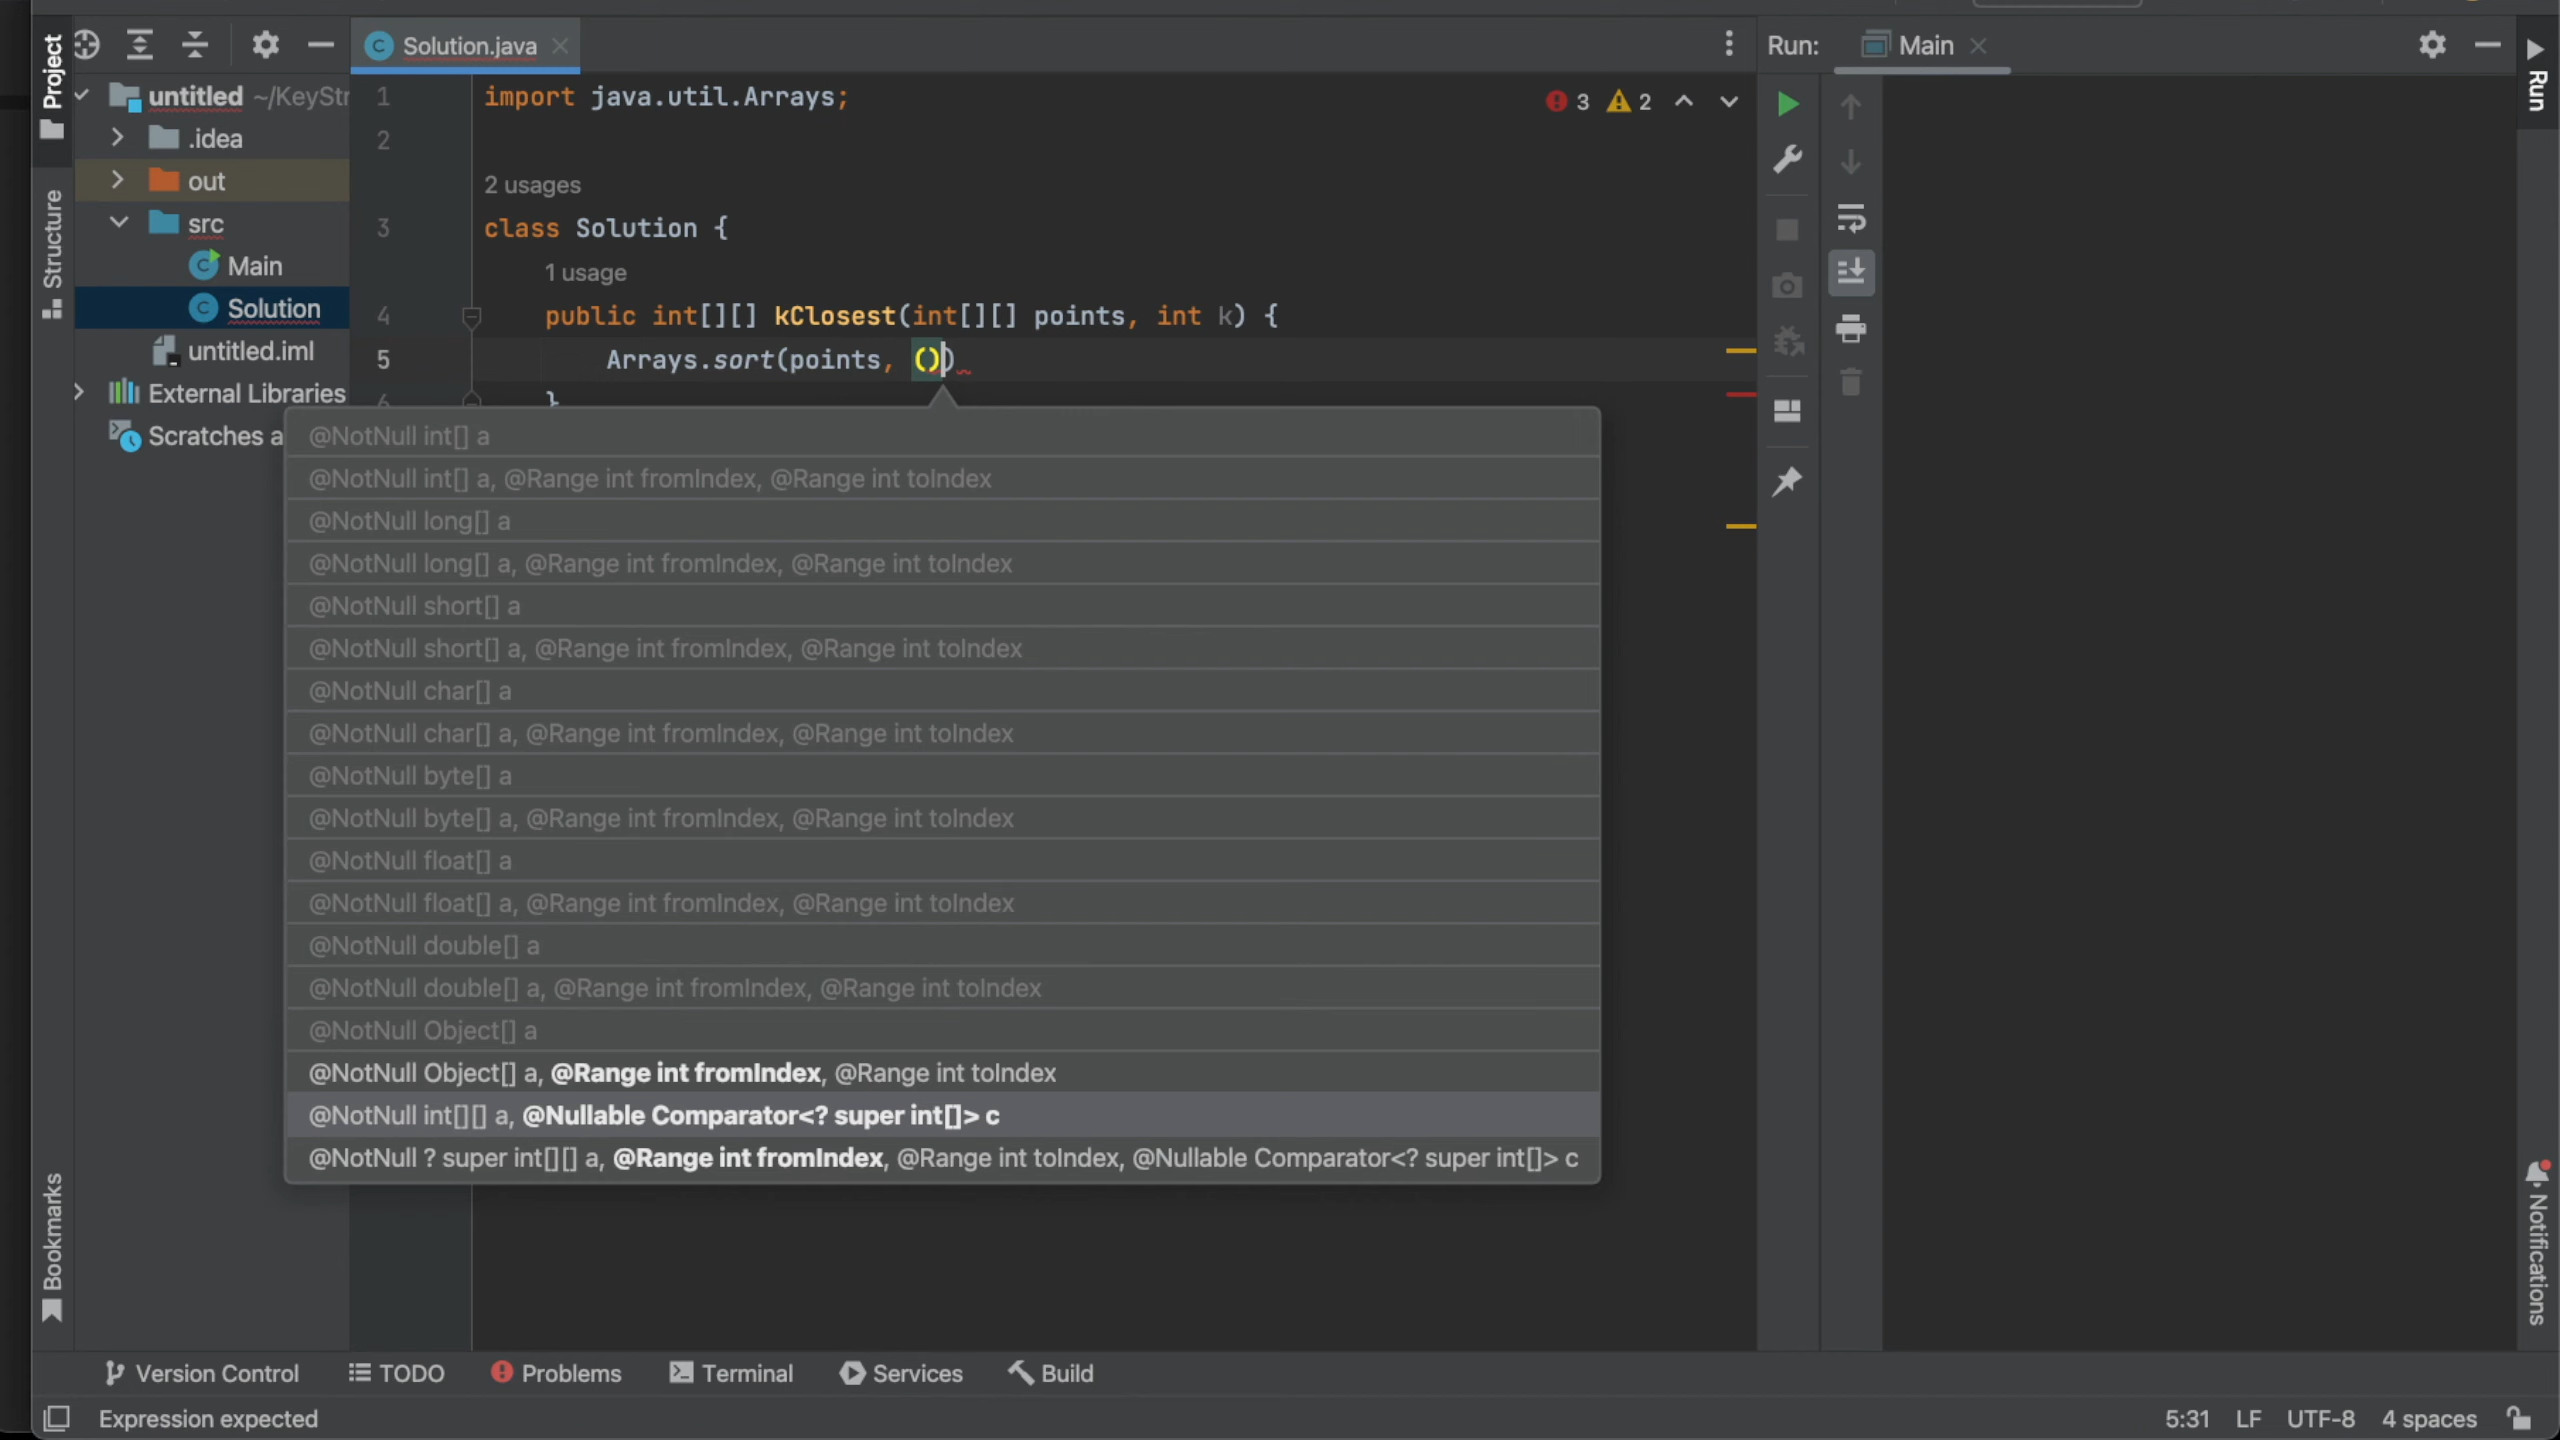 Project
Structure
Bookmarks
untitled ~/KeyStr
.idea
out
src
Main
Solution
untitled.iml
External Libraries
Scratches a
Solution.java
3 2
1 import java.util.Arrays;
2
2 usages
3 class Solution {
1 usage
4 public int[][] kClosest(int[][] points, int k) {
5 Arrays.sort(points, ())
6 }
@NotNull int[] a
@NotNull int[] a, @Range int fromIndex, @Range int toIndex
@NotNull long[] a
@NotNull long[] a, @Range int fromIndex, @Range int toIndex
@NotNull short[] a
@NotNull short[] a, @Range int fromIndex, @Range int toIndex
@NotNull char[] a
@NotNull char[] a, @Range int fromIndex, @Range int toIndex
@NotNull byte[] a
@NotNull byte[] a, @Range int fromIndex, @Range int toIndex
@NotNull float[] a
@NotNull float[] a, @Range int fromIndex, @Range int toIndex
@NotNull double[] a
@NotNull double[] a, @Range int fromIndex, @Range int toIndex
@NotNull Object[] a
@NotNull Object[] a, @Range int fromIndex, @Range int toIndex
@NotNull int[][] a, @Nullable Comparator<? super int[]> c
@NotNull ? super int[][] a, @Range int fromIndex, @Range int toIndex, @Nullable Comparator<? super int[]> c
Run: Main
Run
Notifications
Version Control TODO Problems Terminal Services Build
Expression expected 5:31 LF UTF-8 4 spaces